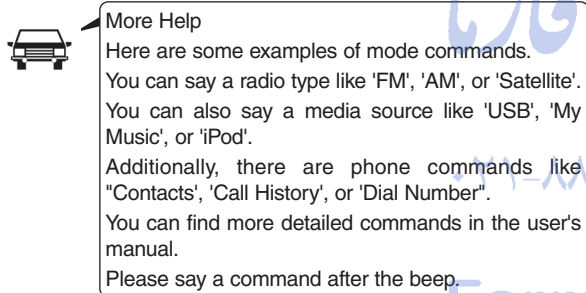 More Help
Here are some examples of mode commands.
You can say a radio type like 'FM', 'AM', or 'Satellite'.
You can also say a media source like 'USB', 'My
Music', or 'iPod'.
Additionally, there are phone commands like
"Contacts', 'Call History', or 'Dial Number".
You can find more detailed commands in the user's
manual.
Please say a command after the beep.